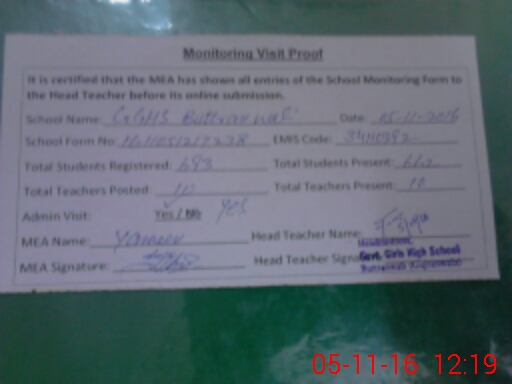 Monitoring Visit Proof
It is certified that the MEA has shown all entries of the School Monitoring Form to
the Head Teacher before its online submission.
School Name: Date: 05-11-2016
School Form No: EMIS Code:
Total Students Registered: 693 Total Students Present: 662
Total Teachers Posted: 10 Total Teachers Present: 10
Admin Visit: Yes / No Yes
MEA Name: Head Teacher Name:
MEA Signature: Head Teacher
Govt. Girls High School
05-11-16 12:19